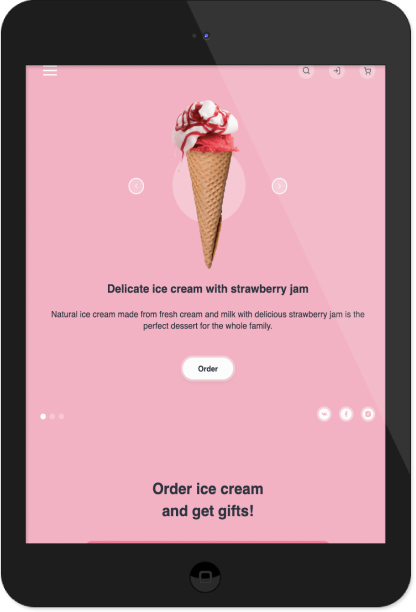 Delicate ice cream with strawberry jam
Natural ice cream made from fresh cream and milk with delicious strawberry jam is the
perfect dessert for the whole family.
Order
Order ice cream
and get gifts!